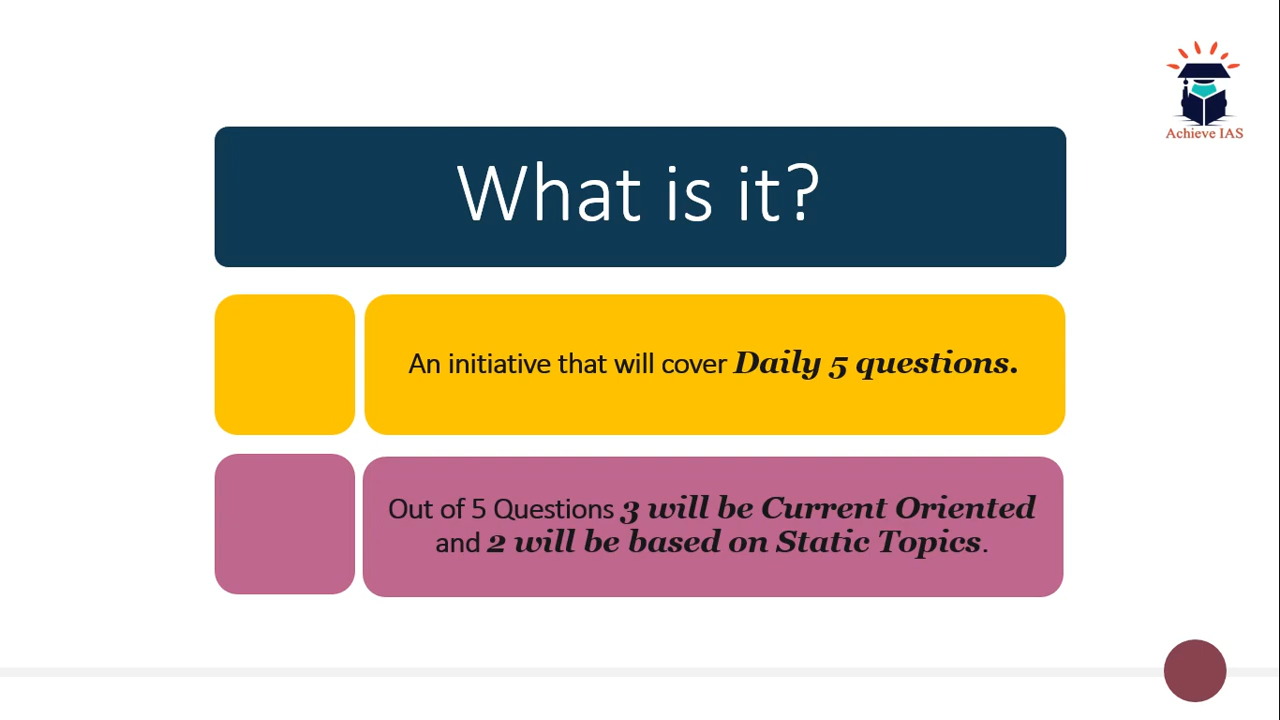 Achieve IAS
What is it?
An initiative that will cover Daily 5 questions.
Out of 5 Questions 3 will be Current Oriented
and 2 will be based on Static Topics.